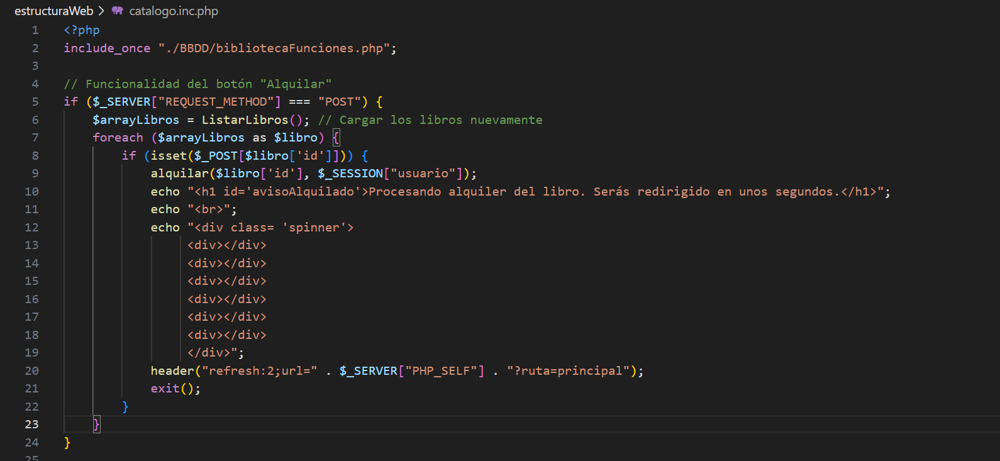 estructuraWeb > catalogo.inc.php
1 <?php
2 include_once "./BBDD/bibliotecaFunciones.php";
3
4 // Funcionalidad del botón "Alquilar"
5 if ($_SERVER["REQUEST_METHOD"] === "POST") {
6     $arrayLibros = ListarLibros(); // Cargar los libros nuevamente
7     foreach ($arrayLibros as $libro) {
8         if (isset($_POST[$libro['id']])) {
9             alquilar($libro['id'], $_SESSION["usuario"]);
10             echo "<h1 id='avisoAlquilado'>Procesando alquiler del libro. Serás redirigido en unos segundos.</h1>";
11             echo "<br>";
12             echo "<div class= 'spinner'>
13                  <div></div>
14                  <div></div>
15                  <div></div>
16                  <div></div>
17                  <div></div>
18                  <div></div>
19                  </div>";
20             header("refresh:2;url=" . $_SERVER["PHP_SELF"] . "?ruta=principal");
21             exit();
22         }
23     }
24 }
25